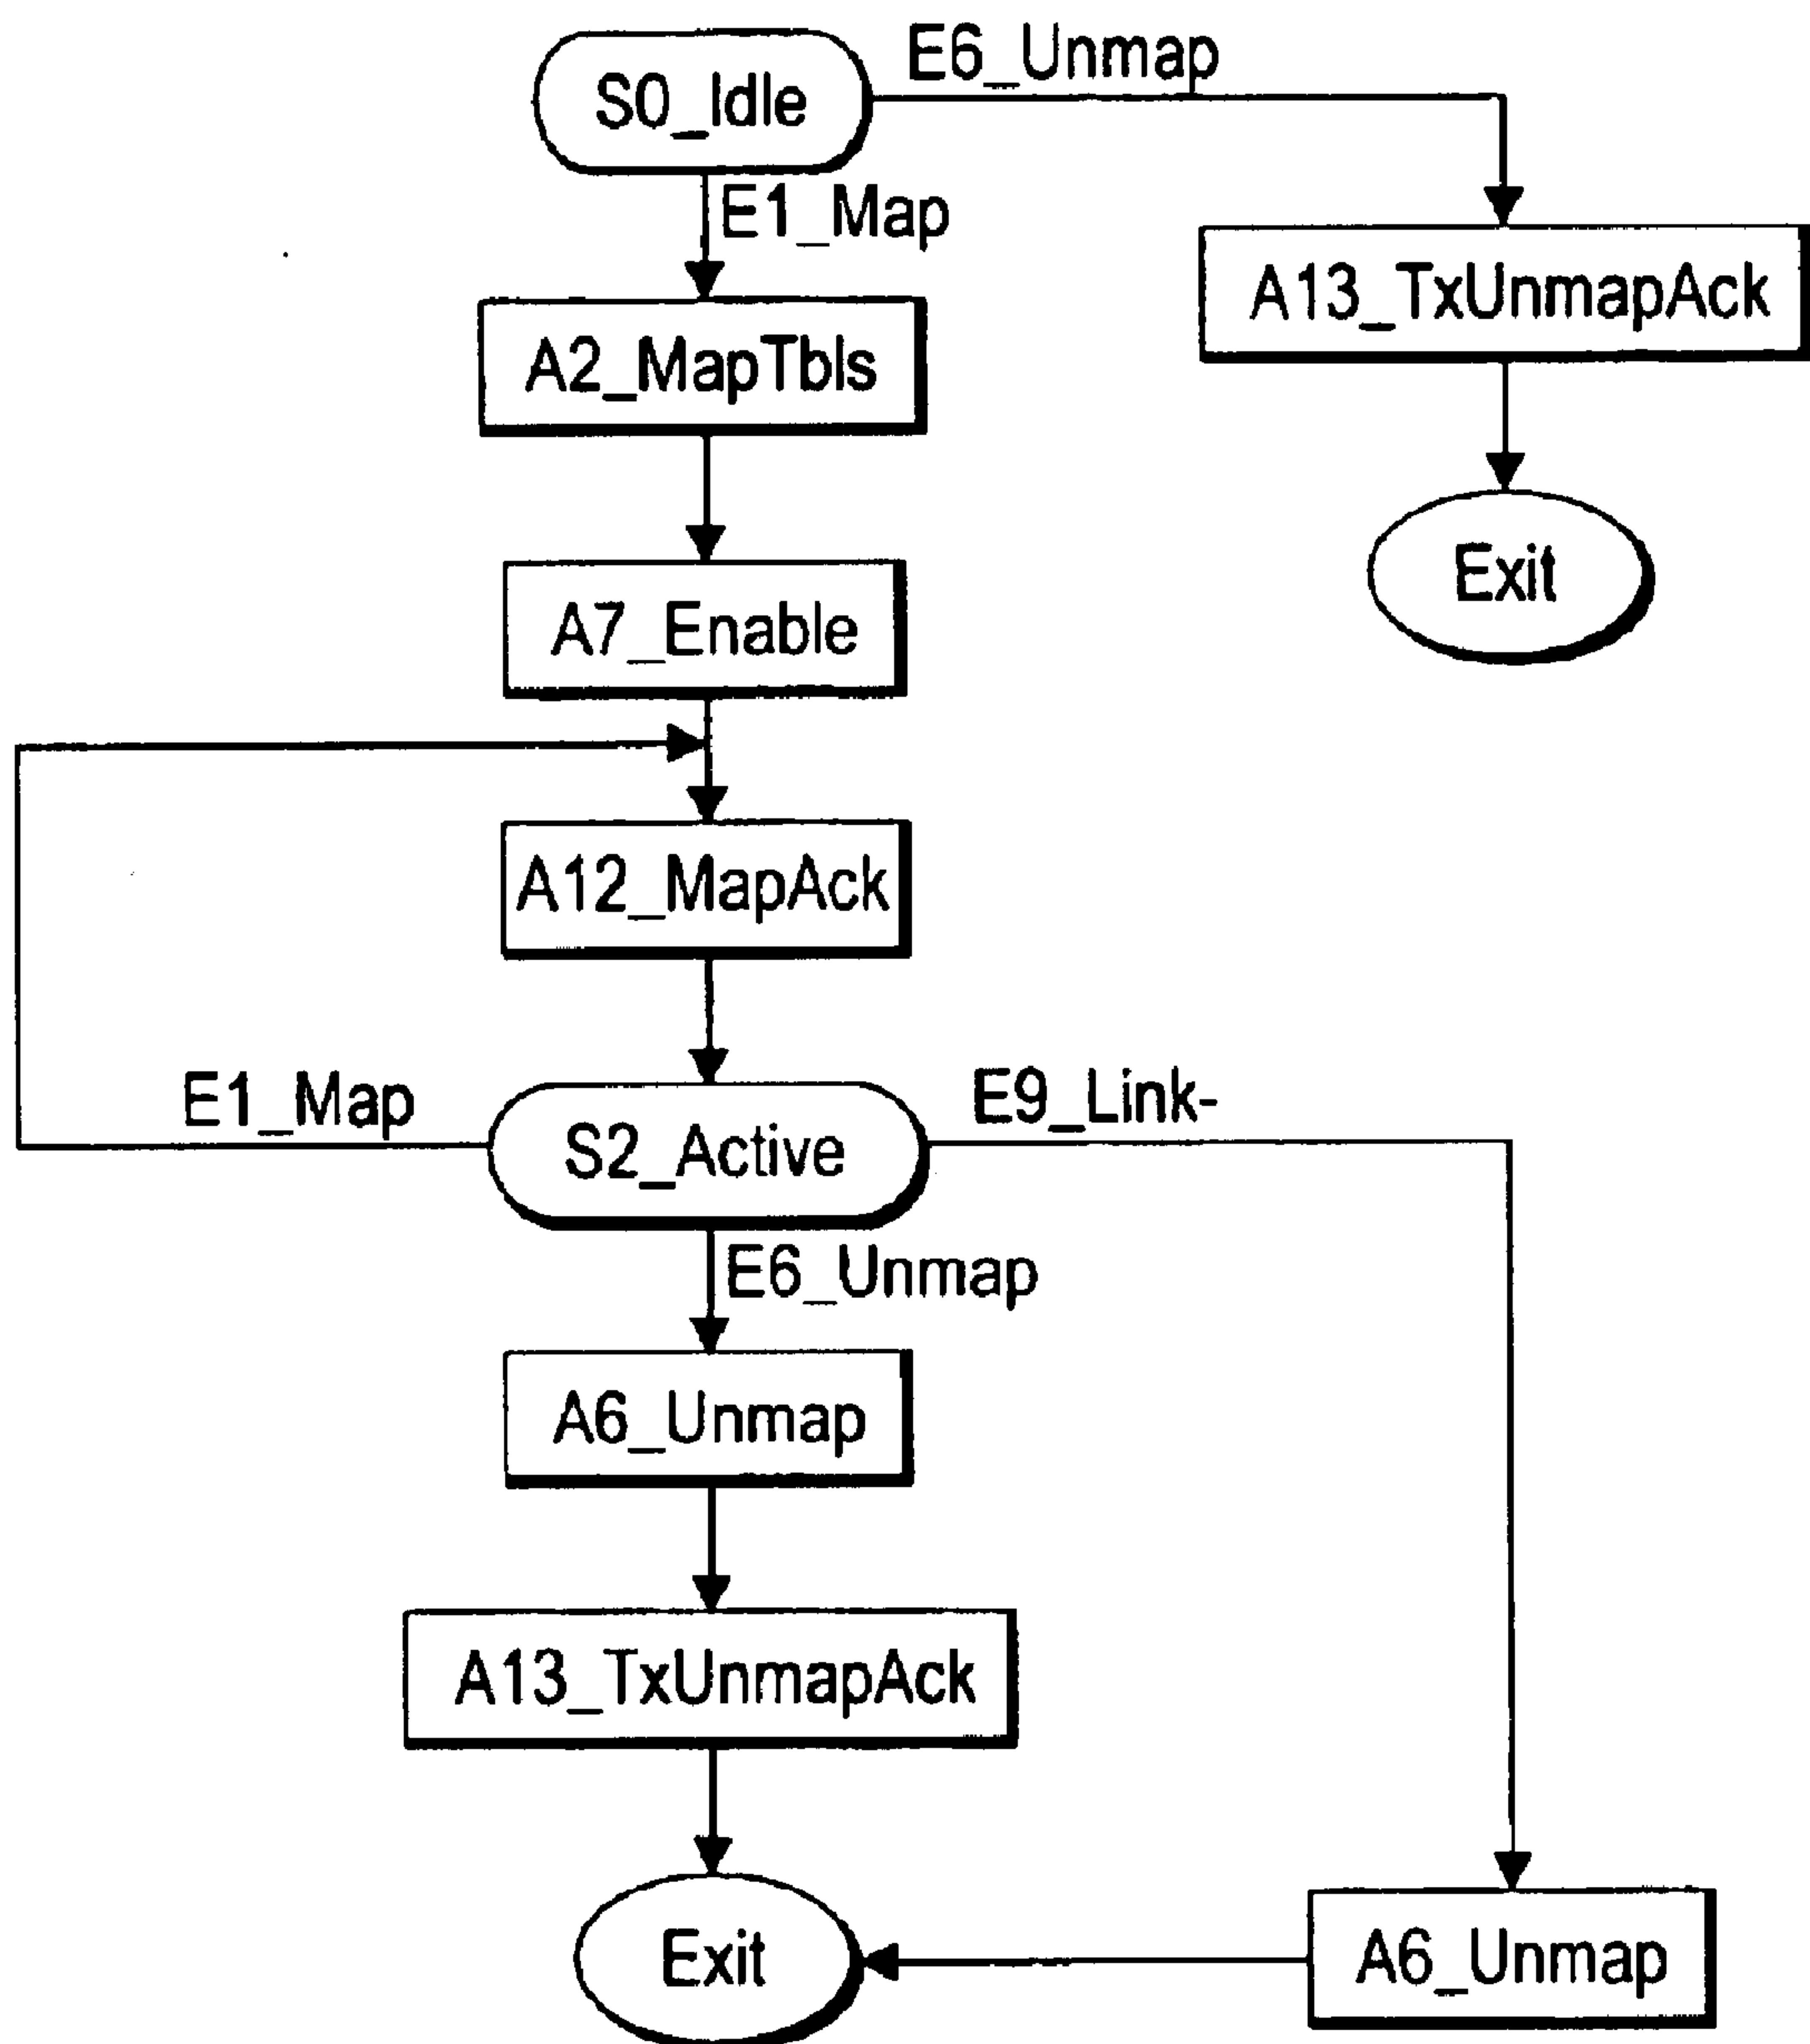 S0_Idle
E6_Unmap
E1_Map
A13_TxUnmapAck
A2_MapTbls
Exit
A7_Enable
A12_MapAck
E1_Map
E9_Link-
S2_Active
E6_Unmap
A6_Unmap
A13_TxUnmapAck
Exit
A6_Unmap